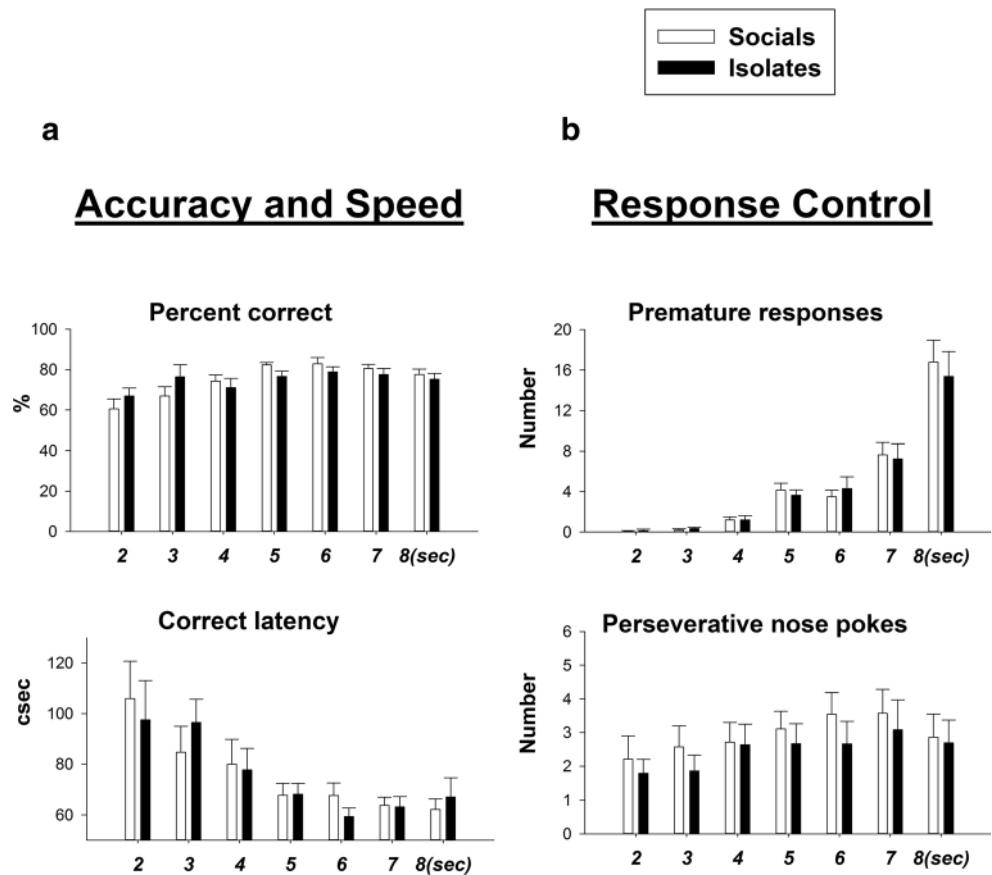 Socials
Isolates
a
b
Accuracy and Speed
Response Control
Percent correct
100
80
60
40
20
0
%
2 3 4 5 6 7 8(sec)
Premature responses
20
16
12
8
4
0
Number
2 3 4 5 6 7 8(sec)
Correct latency
120
100
80
60
csec
2 3 4 5 6 7 8(sec)
Perseverative nose pokes
6
5
4
3
2
1
0
Number
2 3 4 5 6 7 8(sec)